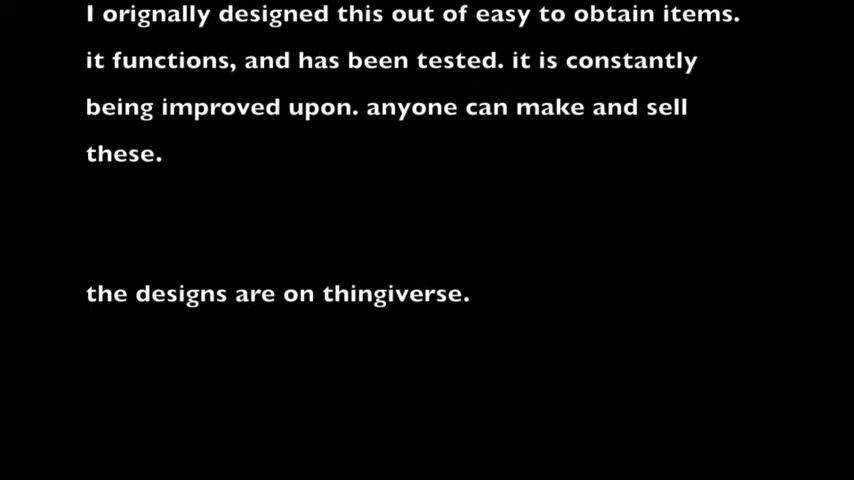 I orignally designed this out of easy to obtain items.
it functions, and has been tested. it is constantly
being improved upon. anyone can make and sell
these.
the designs are on thingiverse.